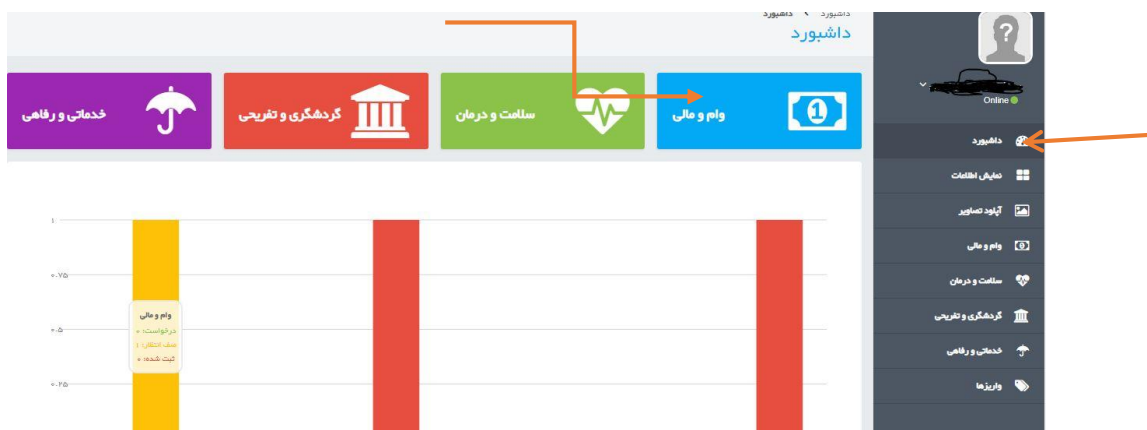 داشبورد › داشبورد
داشبورد
Online
داشبورد
نمایش اطلاعات
آپلود تصاویر
وام و مالی
سلامت و درمان
گردشگری و تفریحی
خدماتی و رفاهی
واریزها
وام و مالی
سلامت و درمان
گردشگری و تفریحی
خدماتی و رفاهی
۱
۰.۷۵
۰.۵
۰.۲۵
وام و مالی
درخواست: ۰
صف انتظار: ۱
ثبت شده: ۰